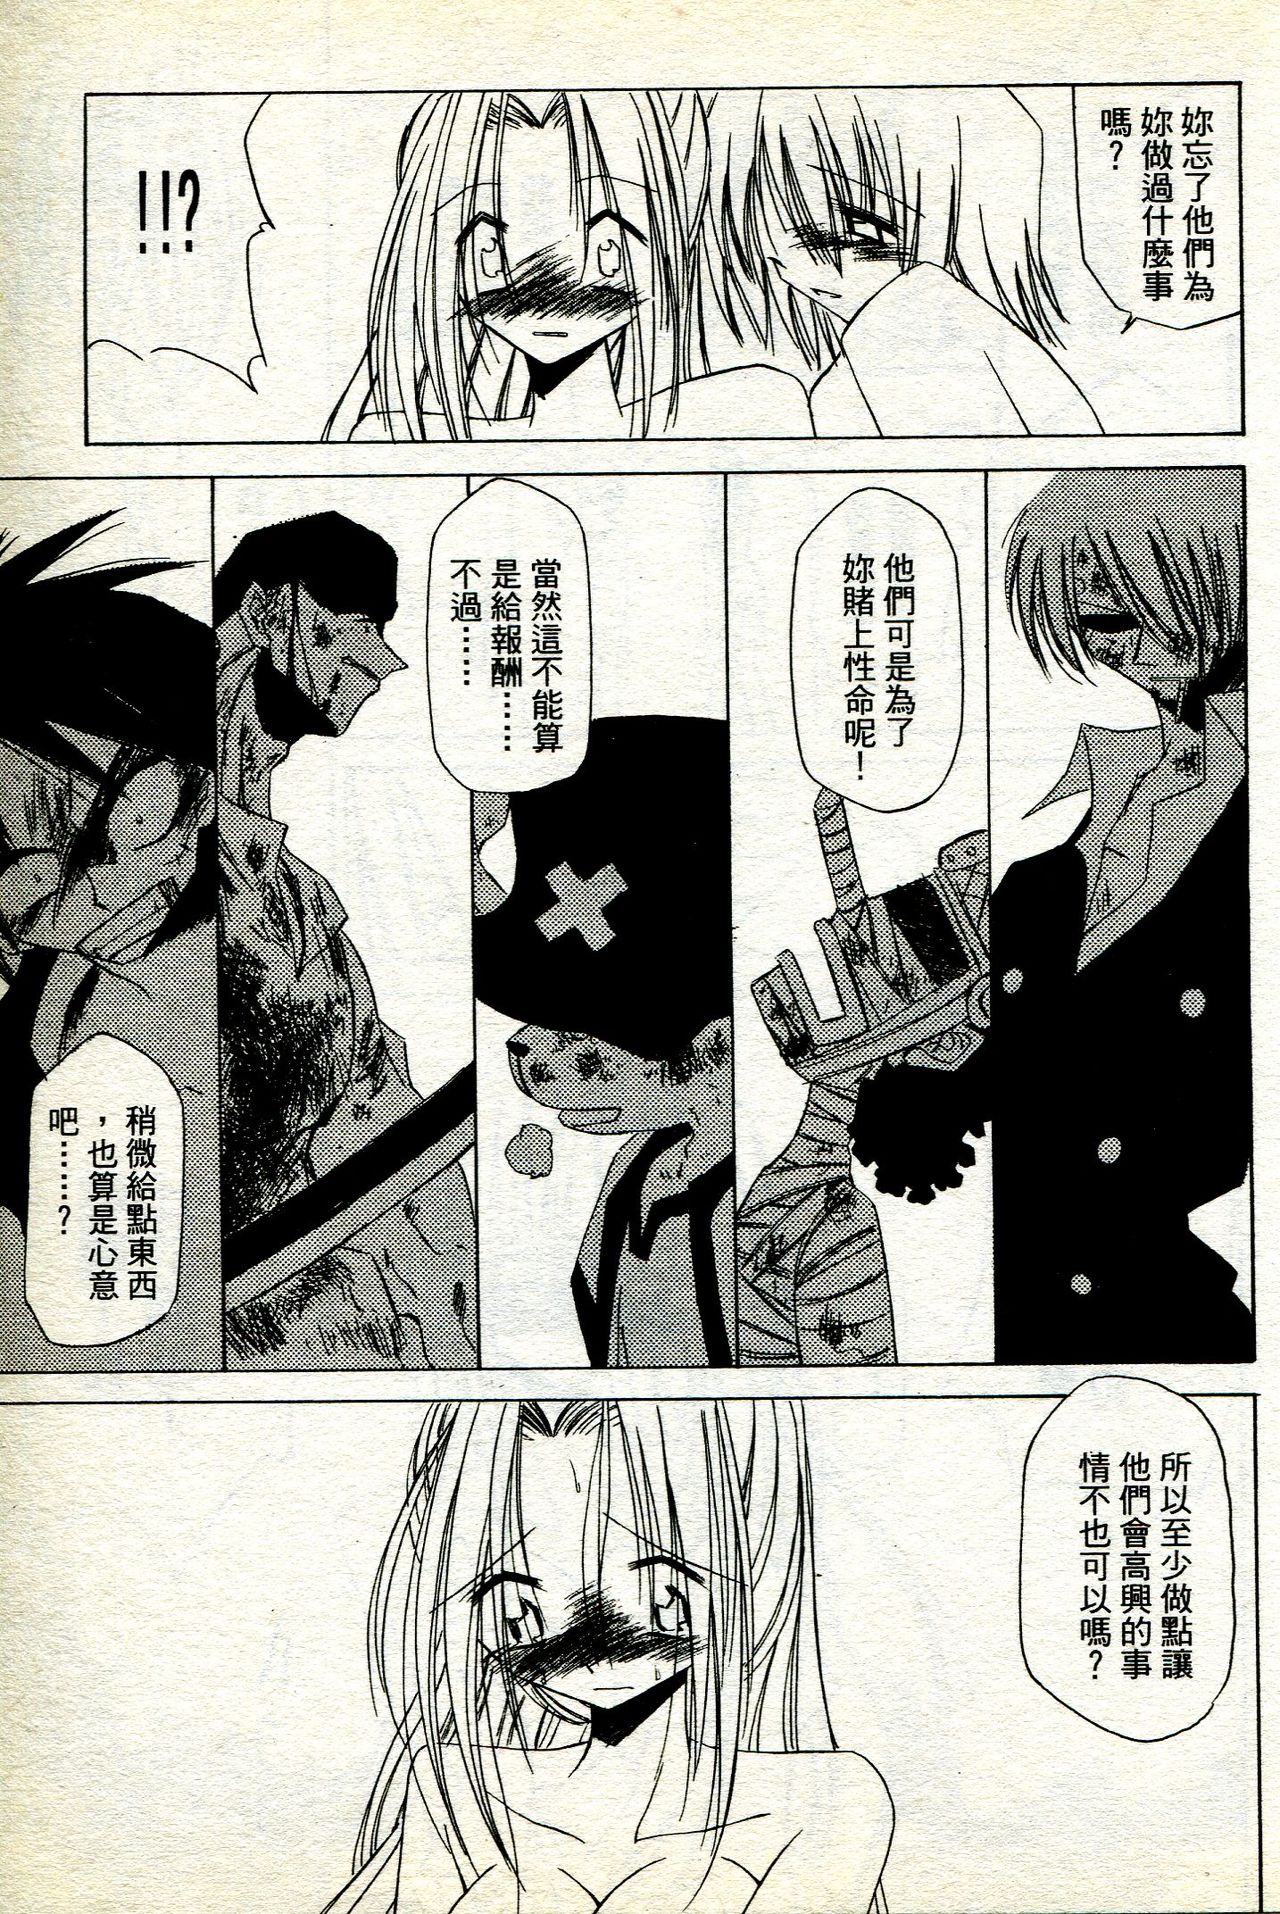 妳忘了他們為
妳做過什麼事
嗎?
!!?
他們可是為了
妳賭上性命呢!
當然這不能算
是給報酬……
不過……
稍微給點東西
，也算是心意
吧……?
所以至少做點讓
他們會高興的事
情不也可以嗎?